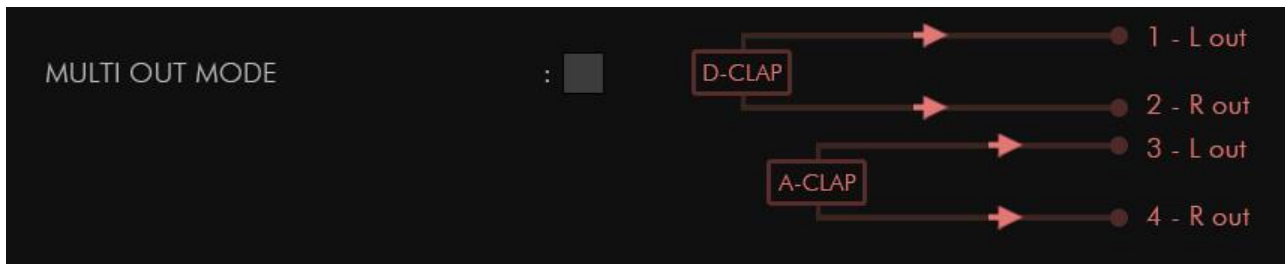 MULTI OUT MODE :
D-CLAP
1 - L out
2 - R out
A-CLAP
3 - L out
4 - R out